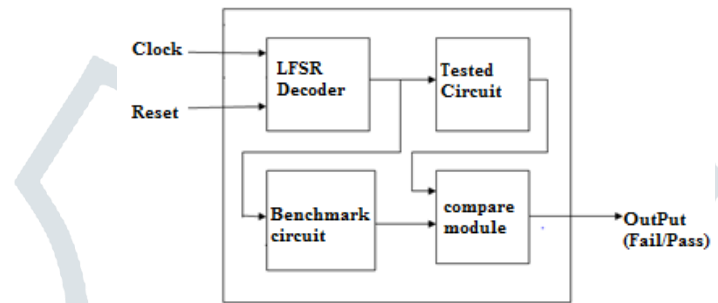 Clock
Reset
LFSR
Decoder
Tested
Circuit
Benchmark
circuit
compare
module
OutPut
(Fail/Pass)